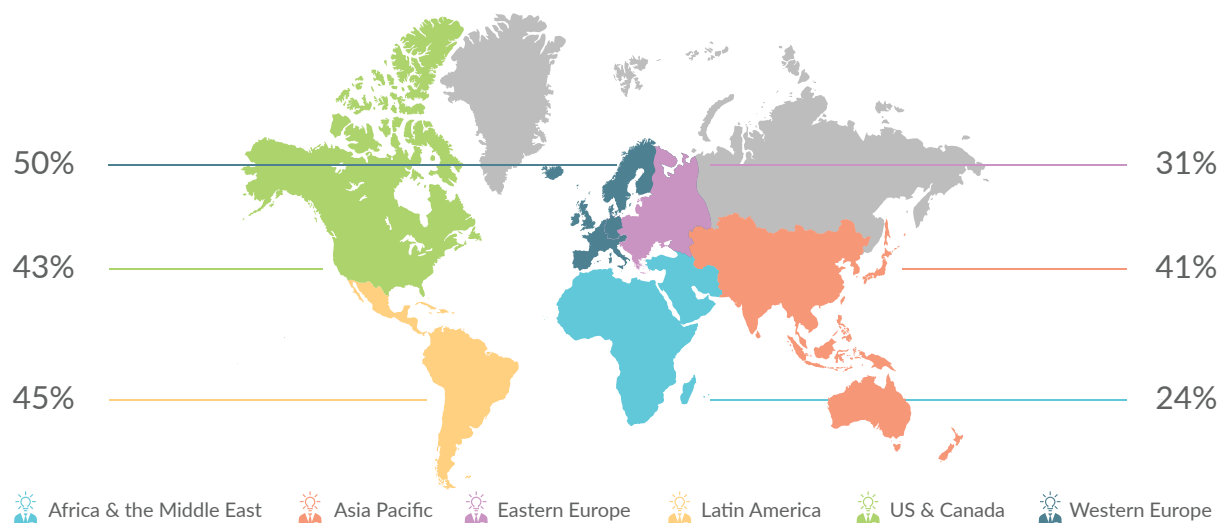 50%
31%
43%
41%
45%
24%
Africa & the Middle East
Asia Pacific
Eastern Europe
Latin America
US & Canada
Western Europe